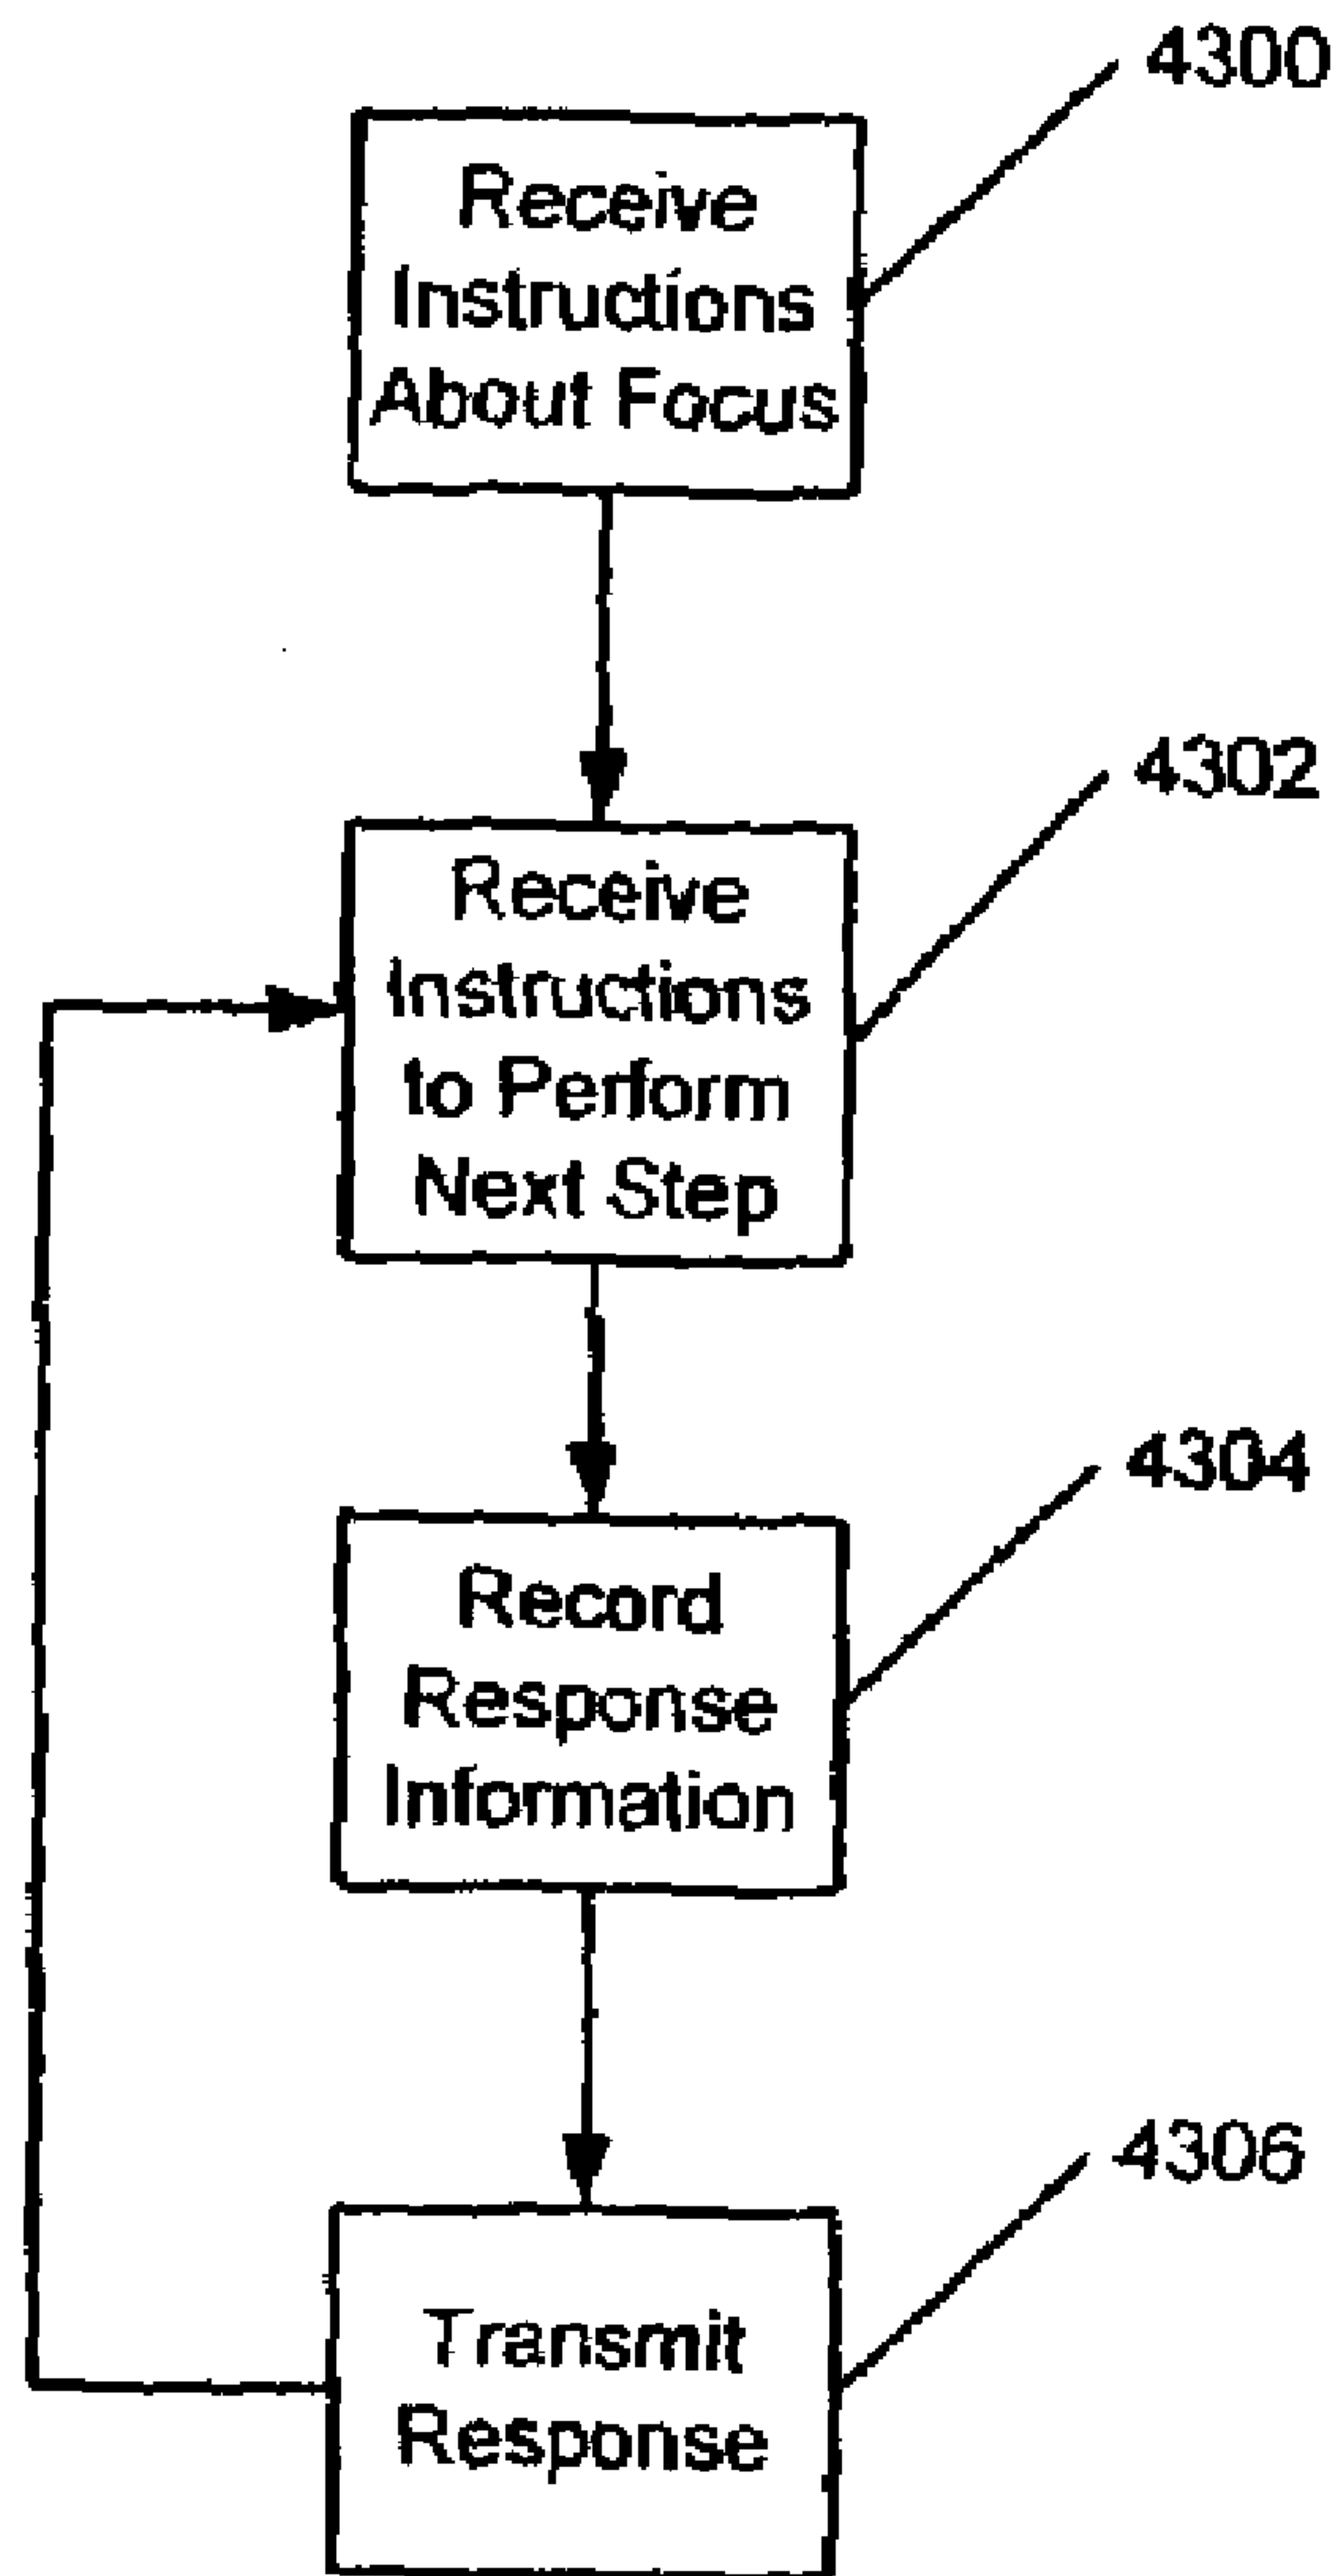 4300
Receive
Instructions
About Focus
4302
Receive
Instructions
to Perform
Next Step
4304
Record
Response
Information
4306
Transmit
Response